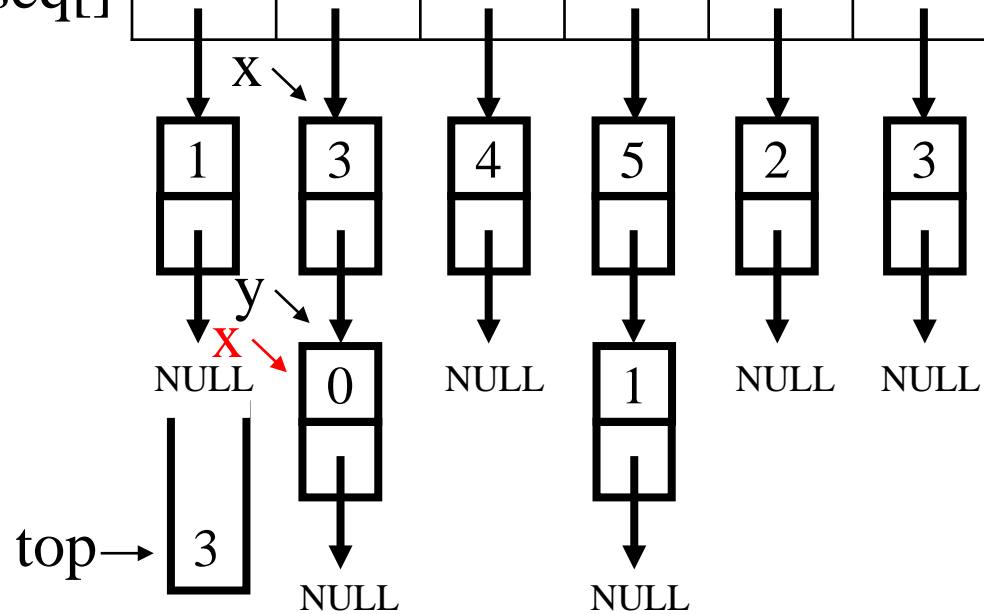 seq[]
x
1 3 4 5 2 3
y
x
NULL 0 NULL 1 NULL NULL
top 3
NULL NULL